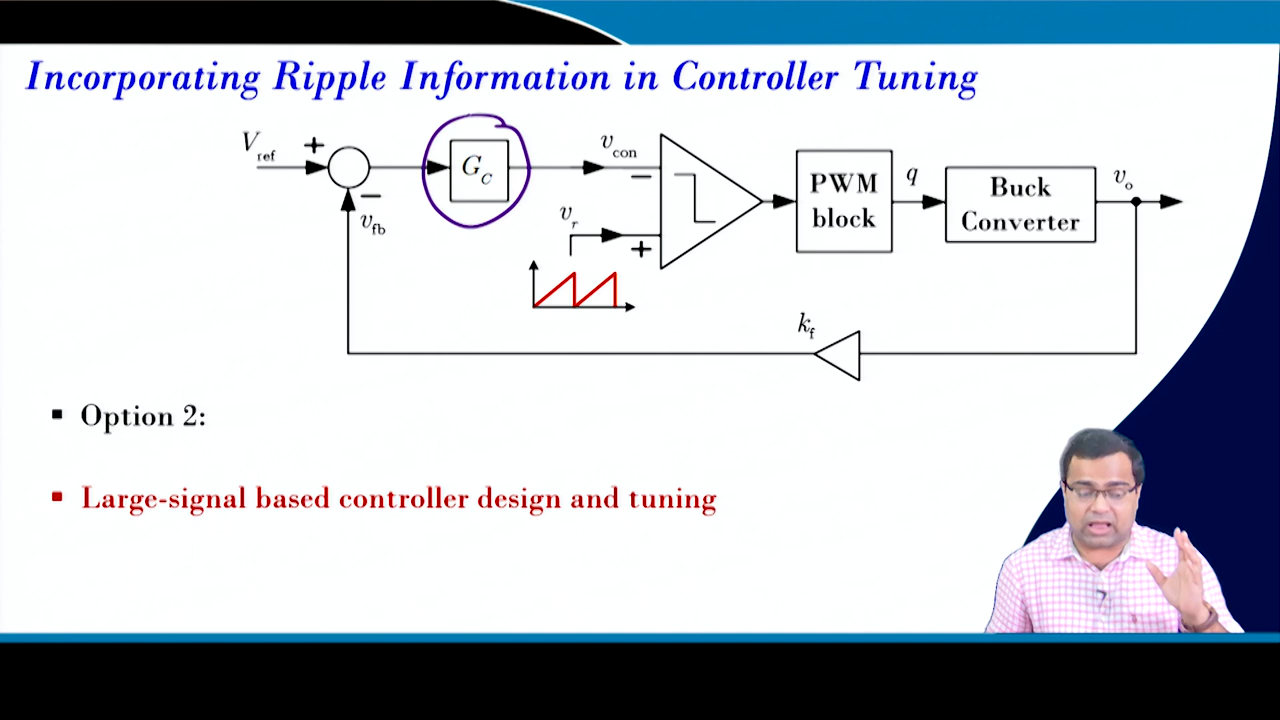 Incorporating Ripple Information in Controller Tuning
V_ref
+
−
v_fb
G_C
v_con
−
v_r
+
PWM
block
q
Buck
Converter
v_o
k_f
Option 2:
Large-signal based controller design and tuning